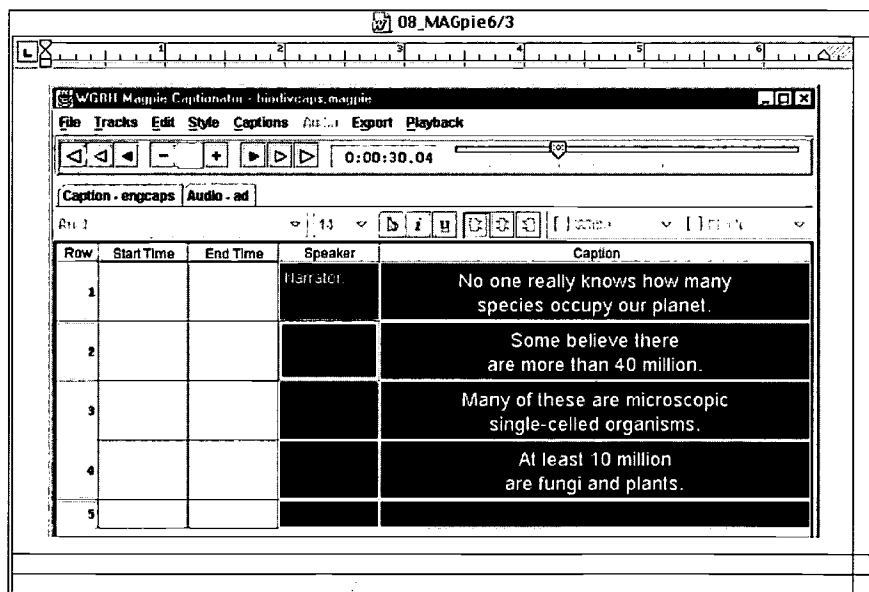 08_MAGpie6/3
L 1 2 3 4 5 6
WGBH Magpie Captionator - biodivcaps.magpie
File Tracks Edit Style Captions Audio Export Playback
0:00:30.04
Caption - engcaps Audio - ad
14 b i u
Row Start Time End Time Speaker Caption
1 Narrator: No one really knows how many
species occupy our planet.
2 Some believe there
are more than 40 million.
3 Many of these are microscopic
single-celled organisms.
4 At least 10 million
are fungi and plants.
5